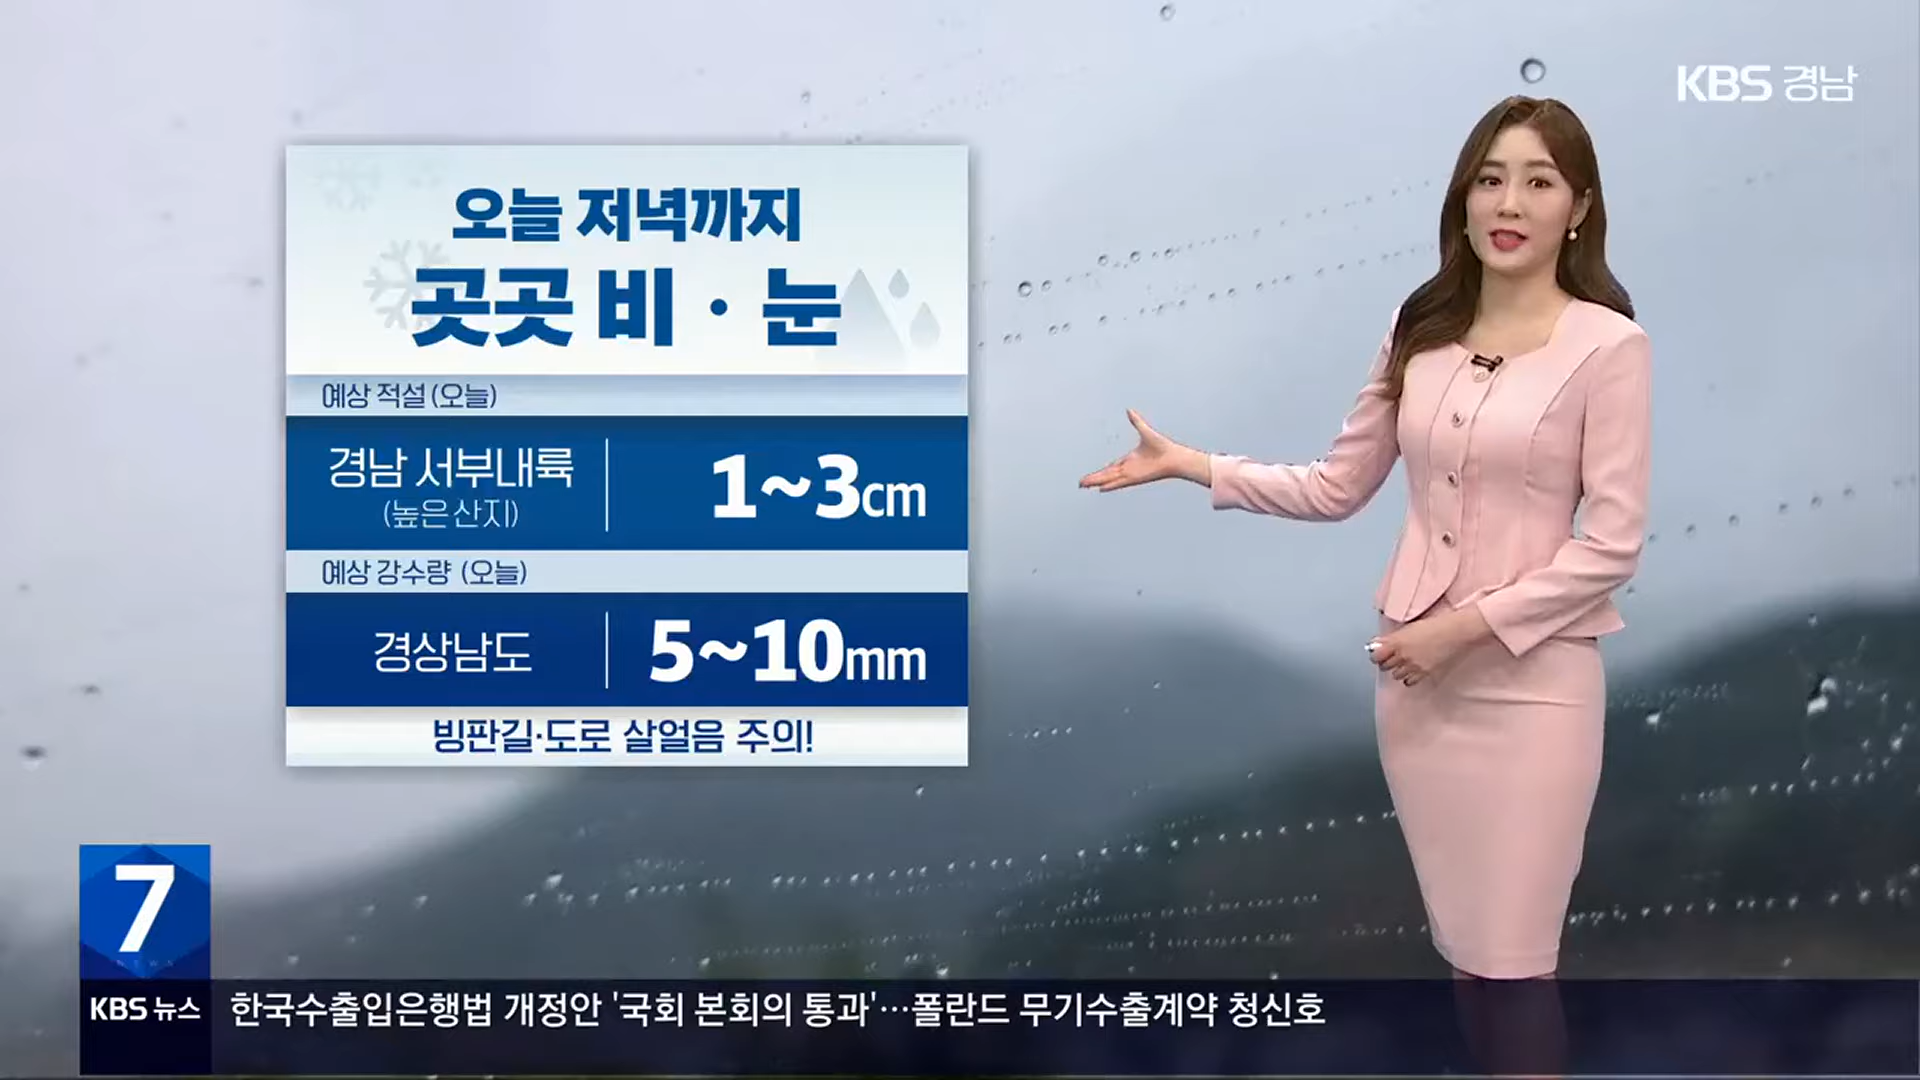 KBS 경남
오늘 저녁까지
곳곳 비·눈
예상 적설 (오늘)
경남 서부내륙
(높은 산지)
1~3cm
예상 강수량 (오늘)
경상남도
5~10mm
빙판길·도로 살얼음 주의!
7
NEWS
KBS 뉴스
한국수출입은행법 개정안 '국회 본회의 통과'…폴란드 무기수출계약 청신호